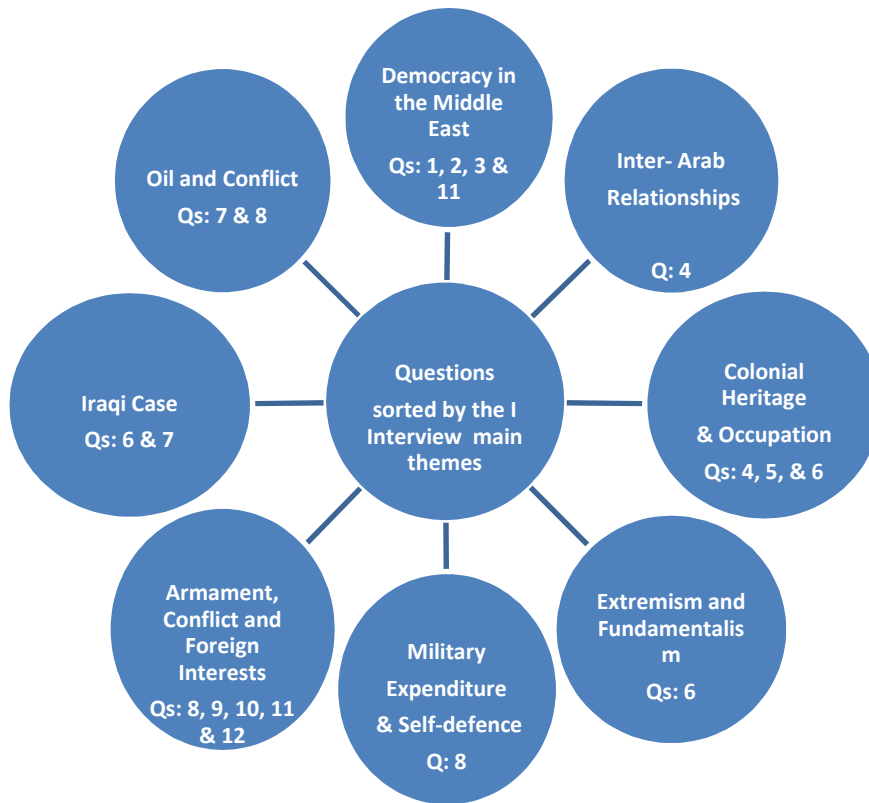 Democracy in
the Middle
East
Qs: 1, 2, 3 &
11
Inter- Arab
Relationships
Q: 4
Colonial
Heritage
& Occupation
Qs: 4, 5, & 6
Extremism and
Fundamentalis
m
Qs: 6
Military
Expenditure
& Self-defence
Q: 8
Armament,
Conflict and
Foreign
Interests
Qs: 8, 9, 10, 11
& 12
Iraqi Case
Qs: 6 & 7
Oil and Conflict
Qs: 7 & 8
Questions
sorted by the I
Interview main
themes